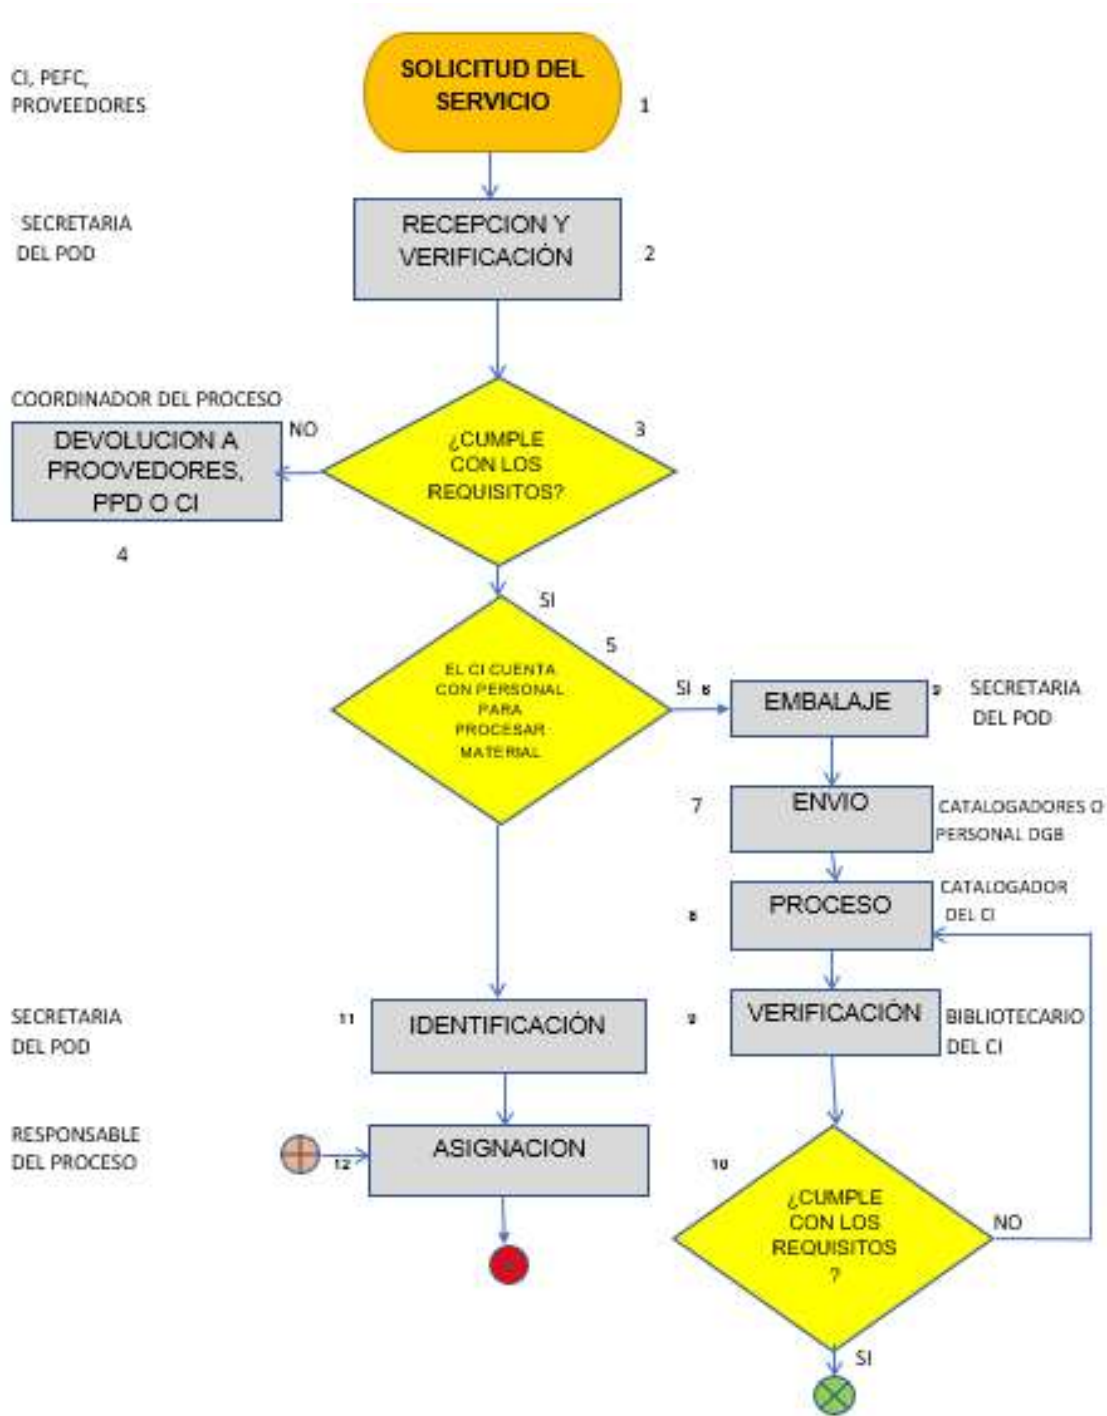 CI, PEFC,
PROVEEDORES
SOLICITUD DEL
SERVICIO
1
SECRETARIA
DEL POD
RECEPCION Y
VERIFICACIÓN
2
COORDINADOR DEL PROCESO
DEVOLUCION A
PROOVEDORES,
PPD O CI
4
NO
¿CUMPLE
CON LOS
REQUISITOS?
3
SI
5
EL CI CUENTA
CON PERSONAL
PARA
PROCESAR
MATERIAL
SI
EMBALAJE
SECRETARIA
DEL POD
7
ENVIO
CATALOGADORES O
PERSONAL DGB
PROCESO
CATALOGADOR
DEL CI
VERIFICACIÓN
BIBLIOTECARIO
DEL CI
SECRETARIA
DEL POD
11
IDENTIFICACIÓN
RESPONSABLE
DEL PROCESO
12
ASIGNACION
10
¿CUMPLE
CON LOS
REQUISITOS
?
NO
SI